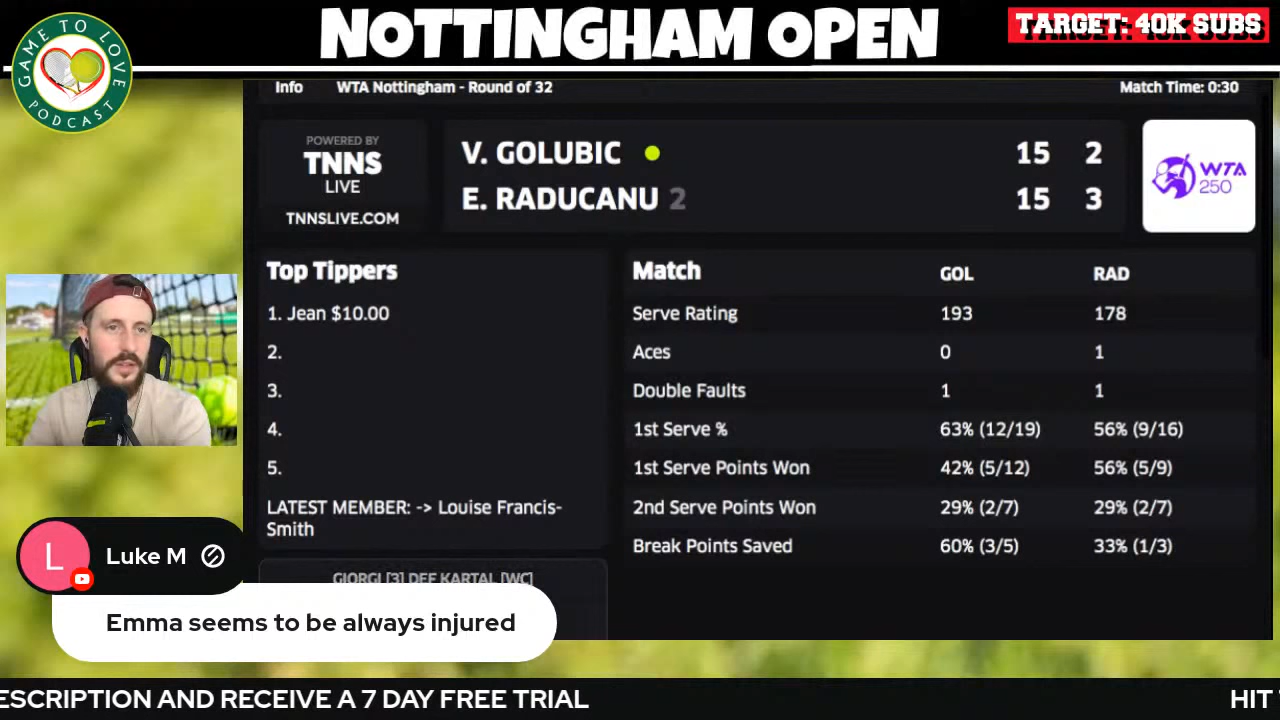 GAME TO LOVE
PODCAST
NOTTINGHAM OPEN
TARGET: 40K SUBS
Info WTA Nottingham - Round of 32 Match Time: 0:30
POWERED BY
TNNS
LIVE
TNNSLIVE.COM
V. GOLUBIC 15 2
E. RADUCANU 2 15 3
WTA
250
Top Tippers
1. Jean $10.00
2.
3.
4.
5.
LATEST MEMBER: -> Louise Francis-
Smith
GIORGI [3] DEF KARTAL [WC]
Match GOL RAD
Serve Rating 193 178
Aces 0 1
Double Faults 1 1
1st Serve % 63% (12/19) 56% (9/16)
1st Serve Points Won 42% (5/12) 56% (5/9)
2nd Serve Points Won 29% (2/7) 29% (2/7)
Break Points Saved 60% (3/5) 33% (1/3)
L
Luke M
Emma seems to be always injured
ESCRIPTION AND RECEIVE A 7 DAY FREE TRIAL HIT